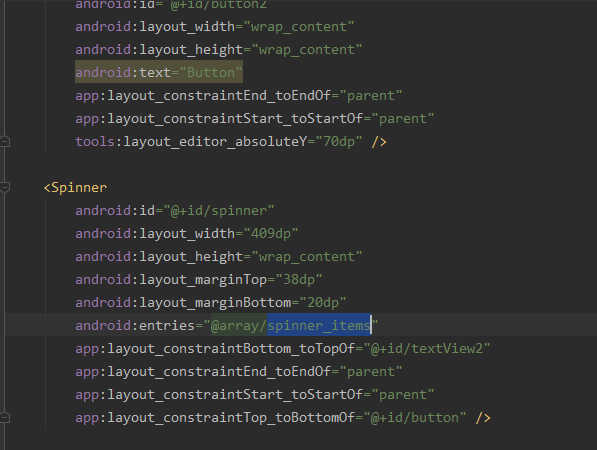 android:id="@+id/button2
android:layout_width="wrap_content"
android:layout_height="wrap_content"
android:text="Button"
app:layout_constraintEnd_toEndOf="parent"
app:layout_constraintStart_toStartOf="parent"
tools:layout_editor_absoluteY="70dp" />
<Spinner
android:id="@+id/spinner"
android:layout_width="409dp"
android:layout_height="wrap_content"
android:layout_marginTop="38dp"
android:layout_marginBottom="20dp"
android:entries="@array/spinner_items"
app:layout_constraintBottom_toTopOf="@+id/textView2"
app:layout_constraintEnd_toEndOf="parent"
app:layout_constraintStart_toStartOf="parent"
app:layout_constraintTop_toBottomOf="@+id/button" />